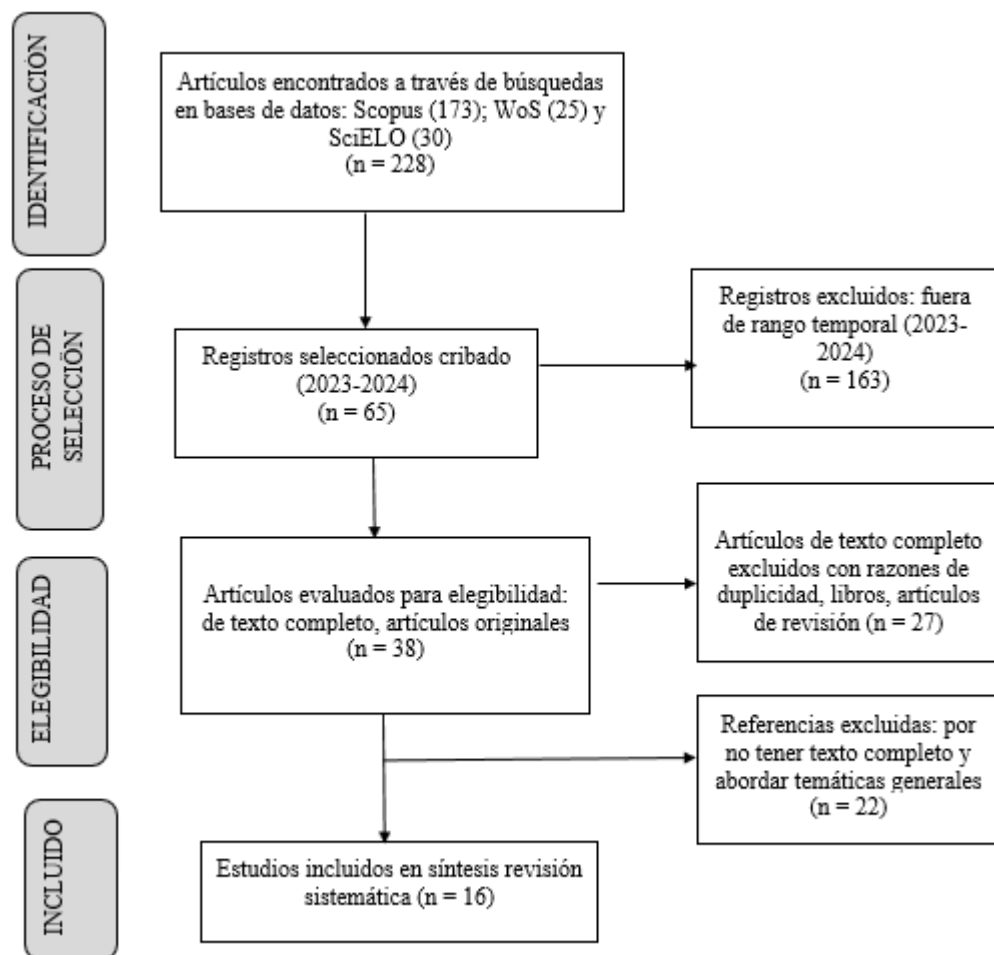 IDENTIFICACIÓN
Artículos encontrados a través de búsquedas
en bases de datos: Scopus (173); WoS (25) y
SciELO (30)
(n = 228)
PROCESO DE
SELECCIÖN
Registros seleccionados cribado
(2023-2024)
(n = 65)
Registros excluidos: fuera
de rango temporal (2023-
2024)
(n = 163)
ELEGIBILIDAD
Artículos evaluados para elegibilidad:
de texto completo, artículos originales
(n = 38)
Artículos de texto completo
excluidos con razones de
duplicidad, libros, artículos
de revisión (n = 27)
Referencias excluidas: por
no tener texto completo y
abordar temáticas generales
(n = 22)
INCLUIDO
Estudios incluidos en síntesis revisión
sistemática (n = 16)